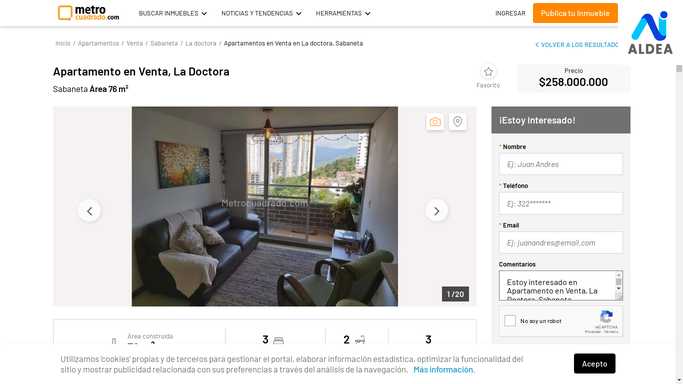 metro
cuadrado.com
BUSCAR INMUEBLES
NOTICIAS Y TENDENCIAS
HERRAMIENTAS
INGRESAR
Publica tu inmueble
Inicio / Apartamentos / Venta / Sabaneta / La doctora / Apartamentos en Venta en La doctora, Sabaneta
VOLVER A LOS RESULTADO
ALDEA
Apartamento en Venta, La Doctora
Sabaneta Área 76 m²
Favorito
Precio
$258.000.000
Metrocuadrado.com
1 / 20
¡Estoy Interesado!
* Nombre
Ej: Juan Andres
* Teléfono
Ej: 322*******
* Email
Ej: juanandres@email.com
Comentarios
Estoy interesado en
Apartamento en Venta, La
Doctora, Sabaneta
No soy un robot
reCAPTCHA
Privacidad - Términos
Área construida
3
2
3
Utilizamos 'cookies' propias y de terceros para gestionar el portal, elaborar información estadística, optimizar la funcionalidad del
sitio y mostrar publicidad relacionada con sus preferencias a través del análisis de la navegación. Más información.
Acepto